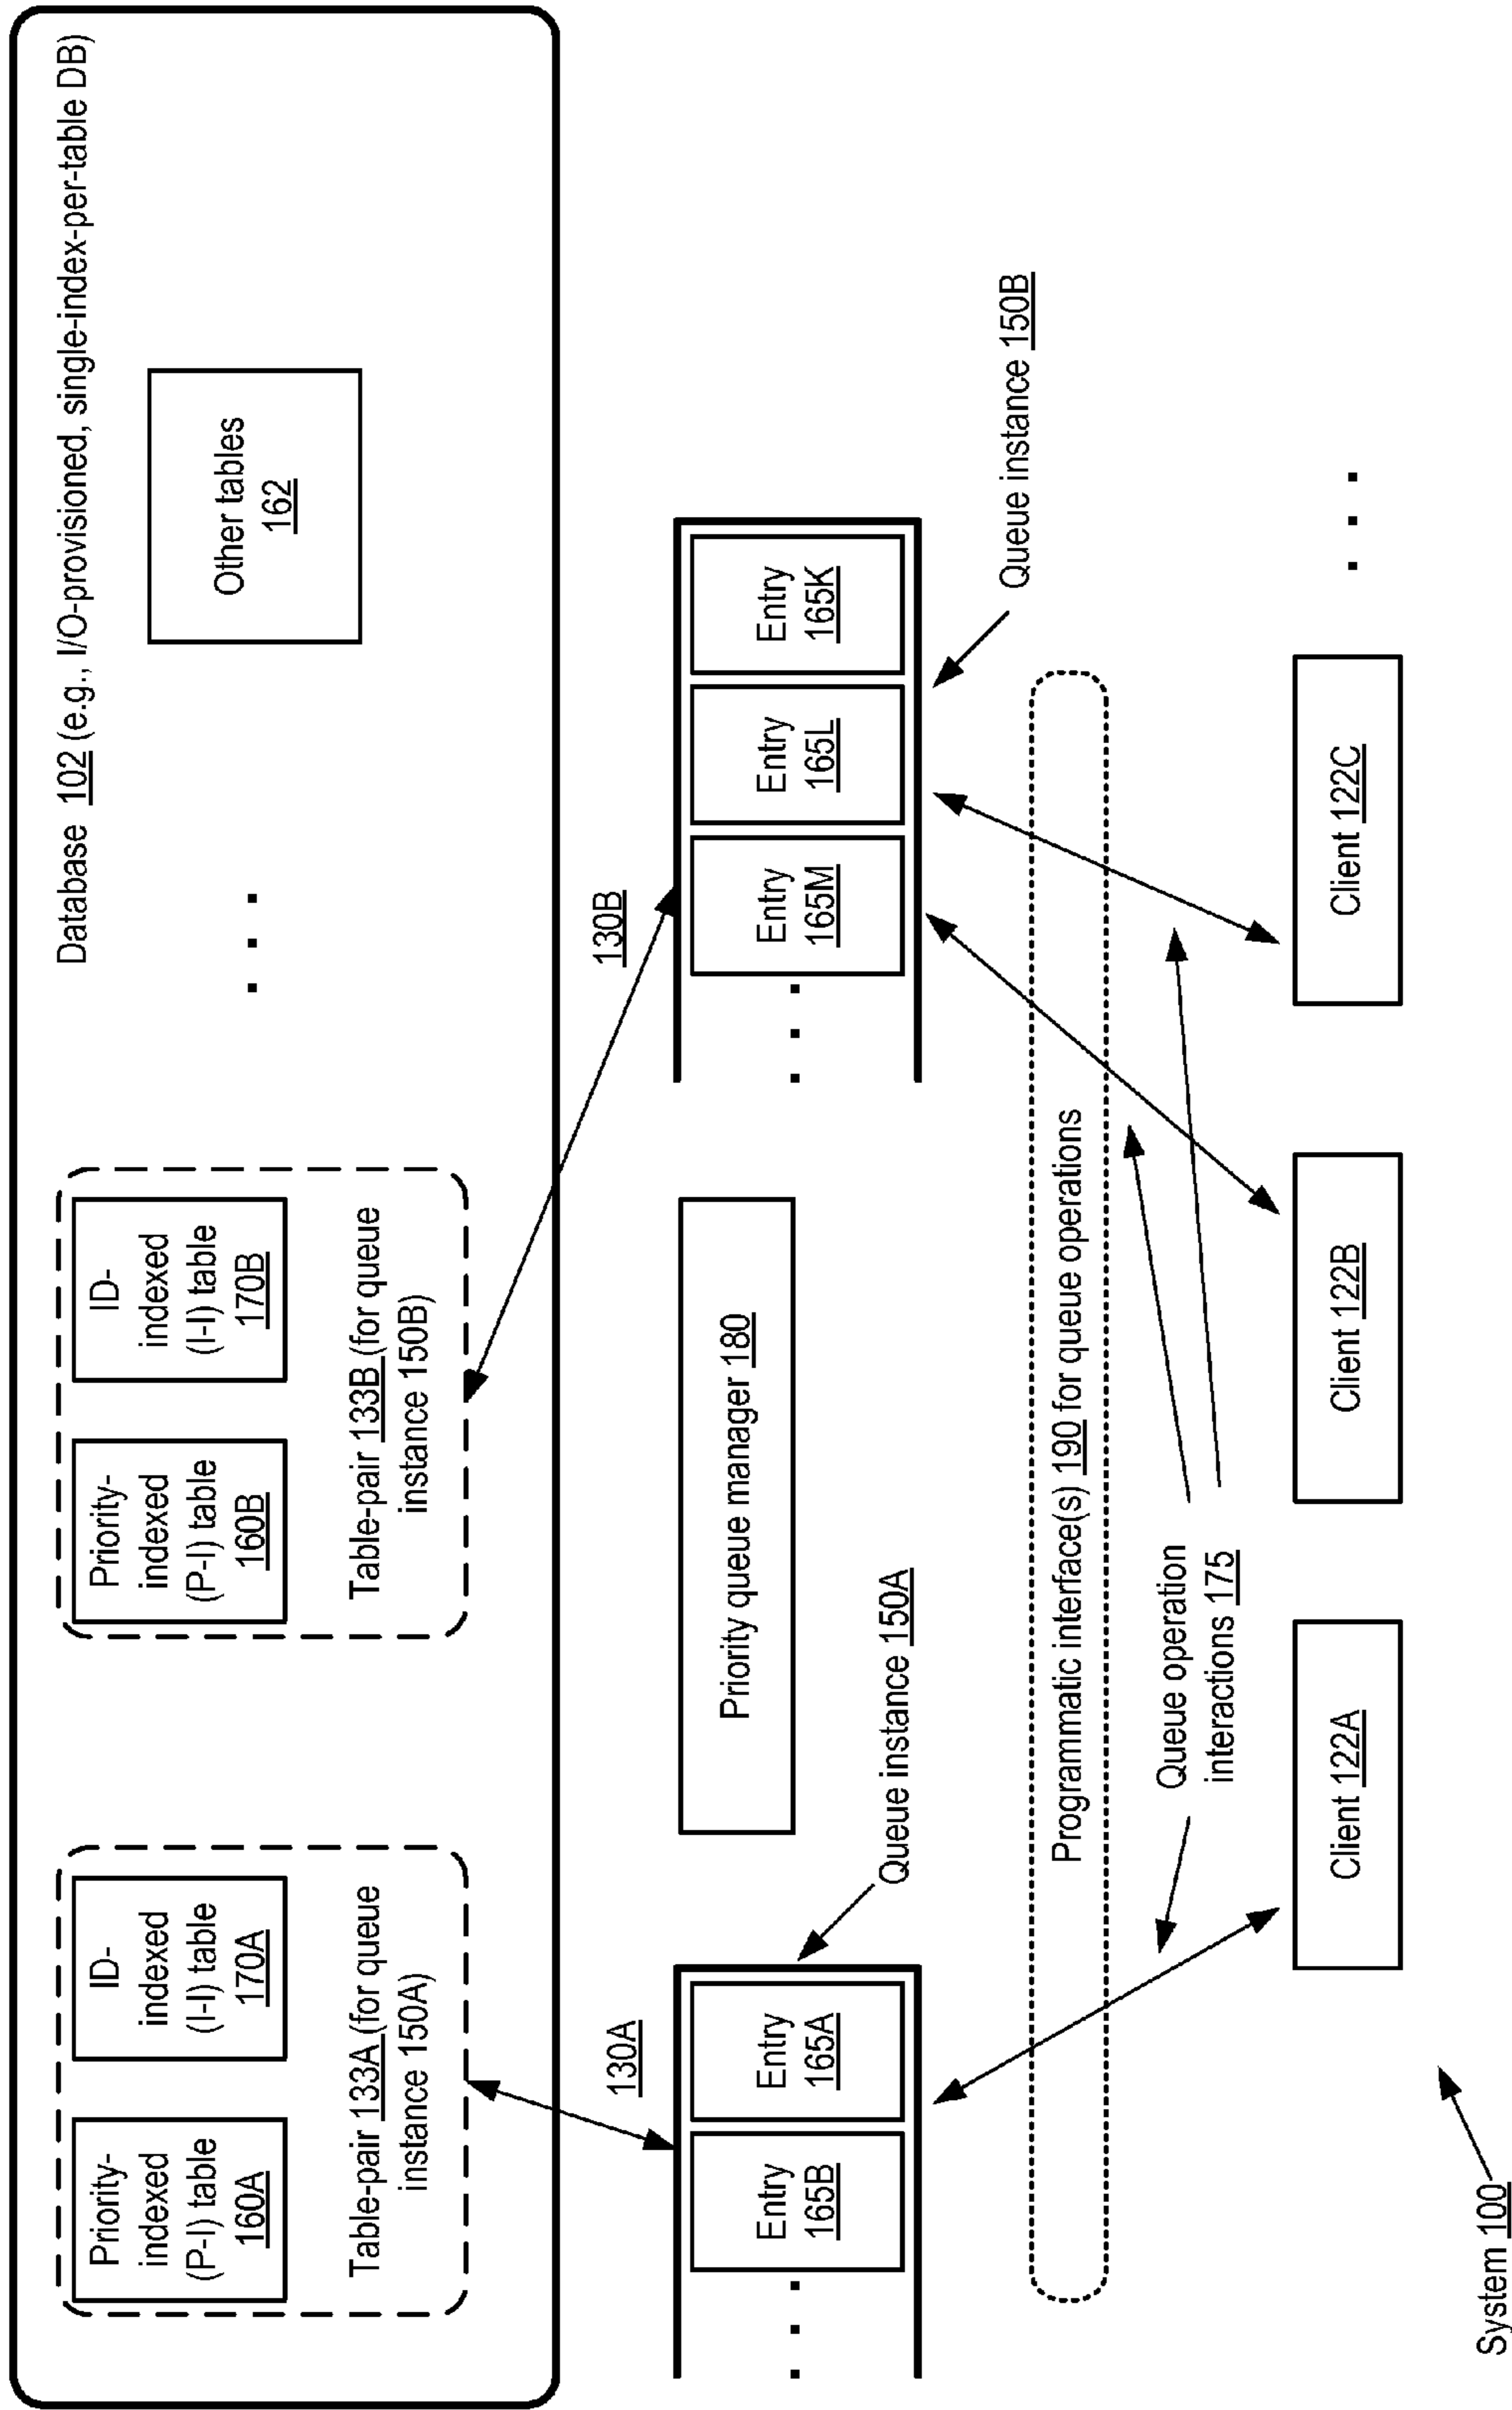 Database 102 (e.g., I/O-provisioned, single-index-per-table DB)
Priority-
indexed
(P-I) table
160A
ID-
indexed
(I-I) table
170A
Table-pair 133A (for queue
instance 150A)
Priority-
indexed
(P-I) table
160B
ID-
indexed
(I-I) table
170B
Table-pair 133B (for queue
instance 150B)
. . .
Other tables
162
130A
130B
. . .
Entry
165B
Entry
165A
Priority queue manager 180
. . .
Entry
165M
Entry
165L
Entry
165K
Queue instance 150A
Queue instance 150B
Programmatic interface(s) 190 for queue operations
Queue operation
interactions 175
Client 122A
Client 122B
Client 122C
. . .
System 100